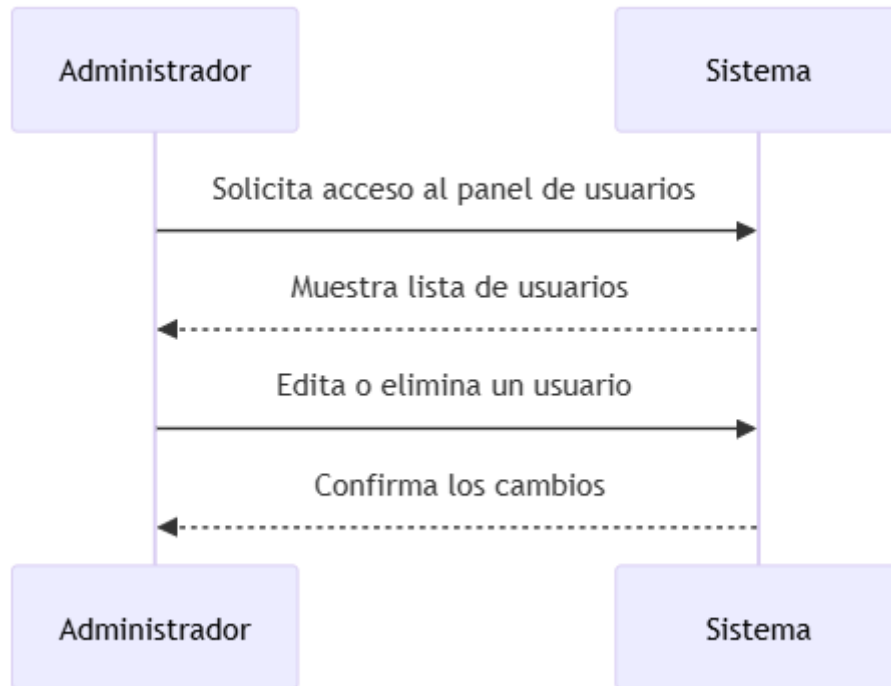 Administrador
Sistema
Solicita acceso al panel de usuarios
Muestra lista de usuarios
Edita o elimina un usuario
Confirma los cambios
Administrador
Sistema